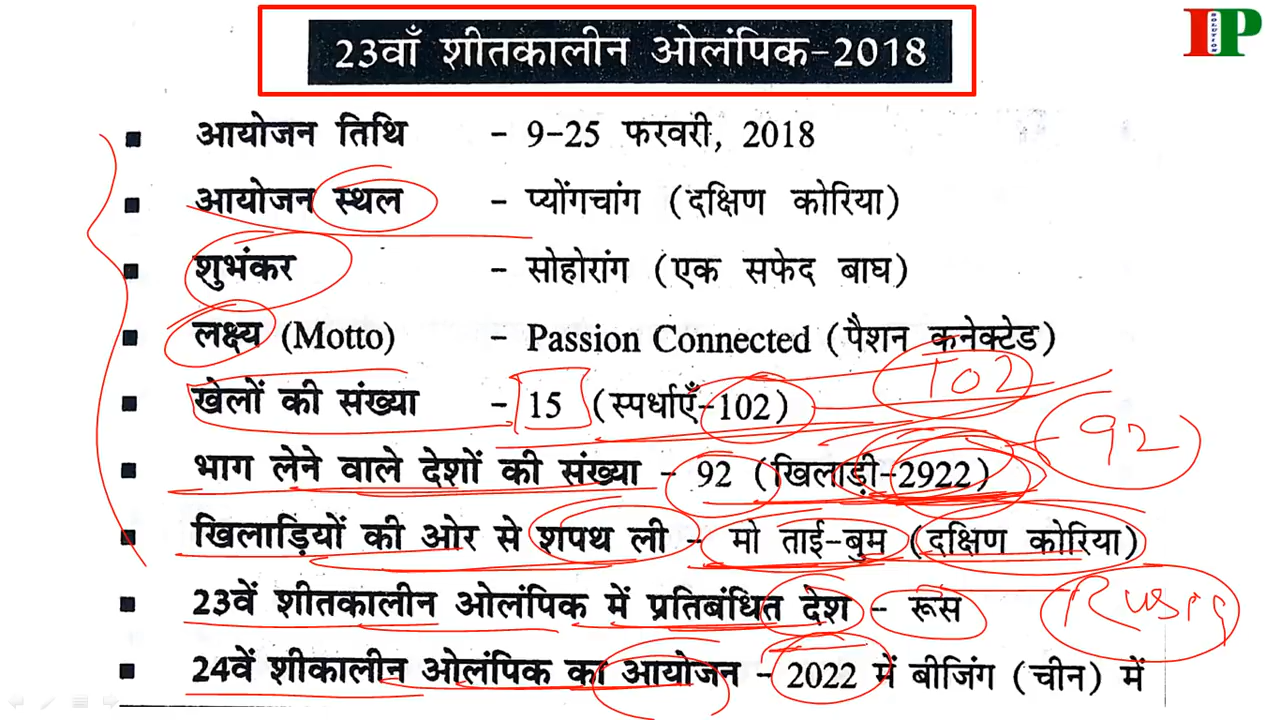 23वाँ शीतकालीन ओलंपिक-2018
IP
SOLUTION
आयोजन तिथि - 9-25 फरवरी, 2018
आयोजन स्थल - प्योंगचांग (दक्षिण कोरिया)
शुभंकर - सोहोरांग (एक सफेद बाघ)
लक्ष्य (Motto) - Passion Connected (पैशन कनेक्टेड)
102
खेलों की संख्या - 15 (स्पर्धाएँ-102)
92
भाग लेने वाले देशों की संख्या - 92 (खिलाड़ी-2922)
खिलाड़ियों की ओर से शपथ ली - मो ताई-बुम (दक्षिण कोरिया)
23वें शीतकालीन ओलंपिक में प्रतिबंधित देश - रूस
Russia
24वें शीकालीन ओलंपिक का आयोजन - 2022 में बीजिंग (चीन) में